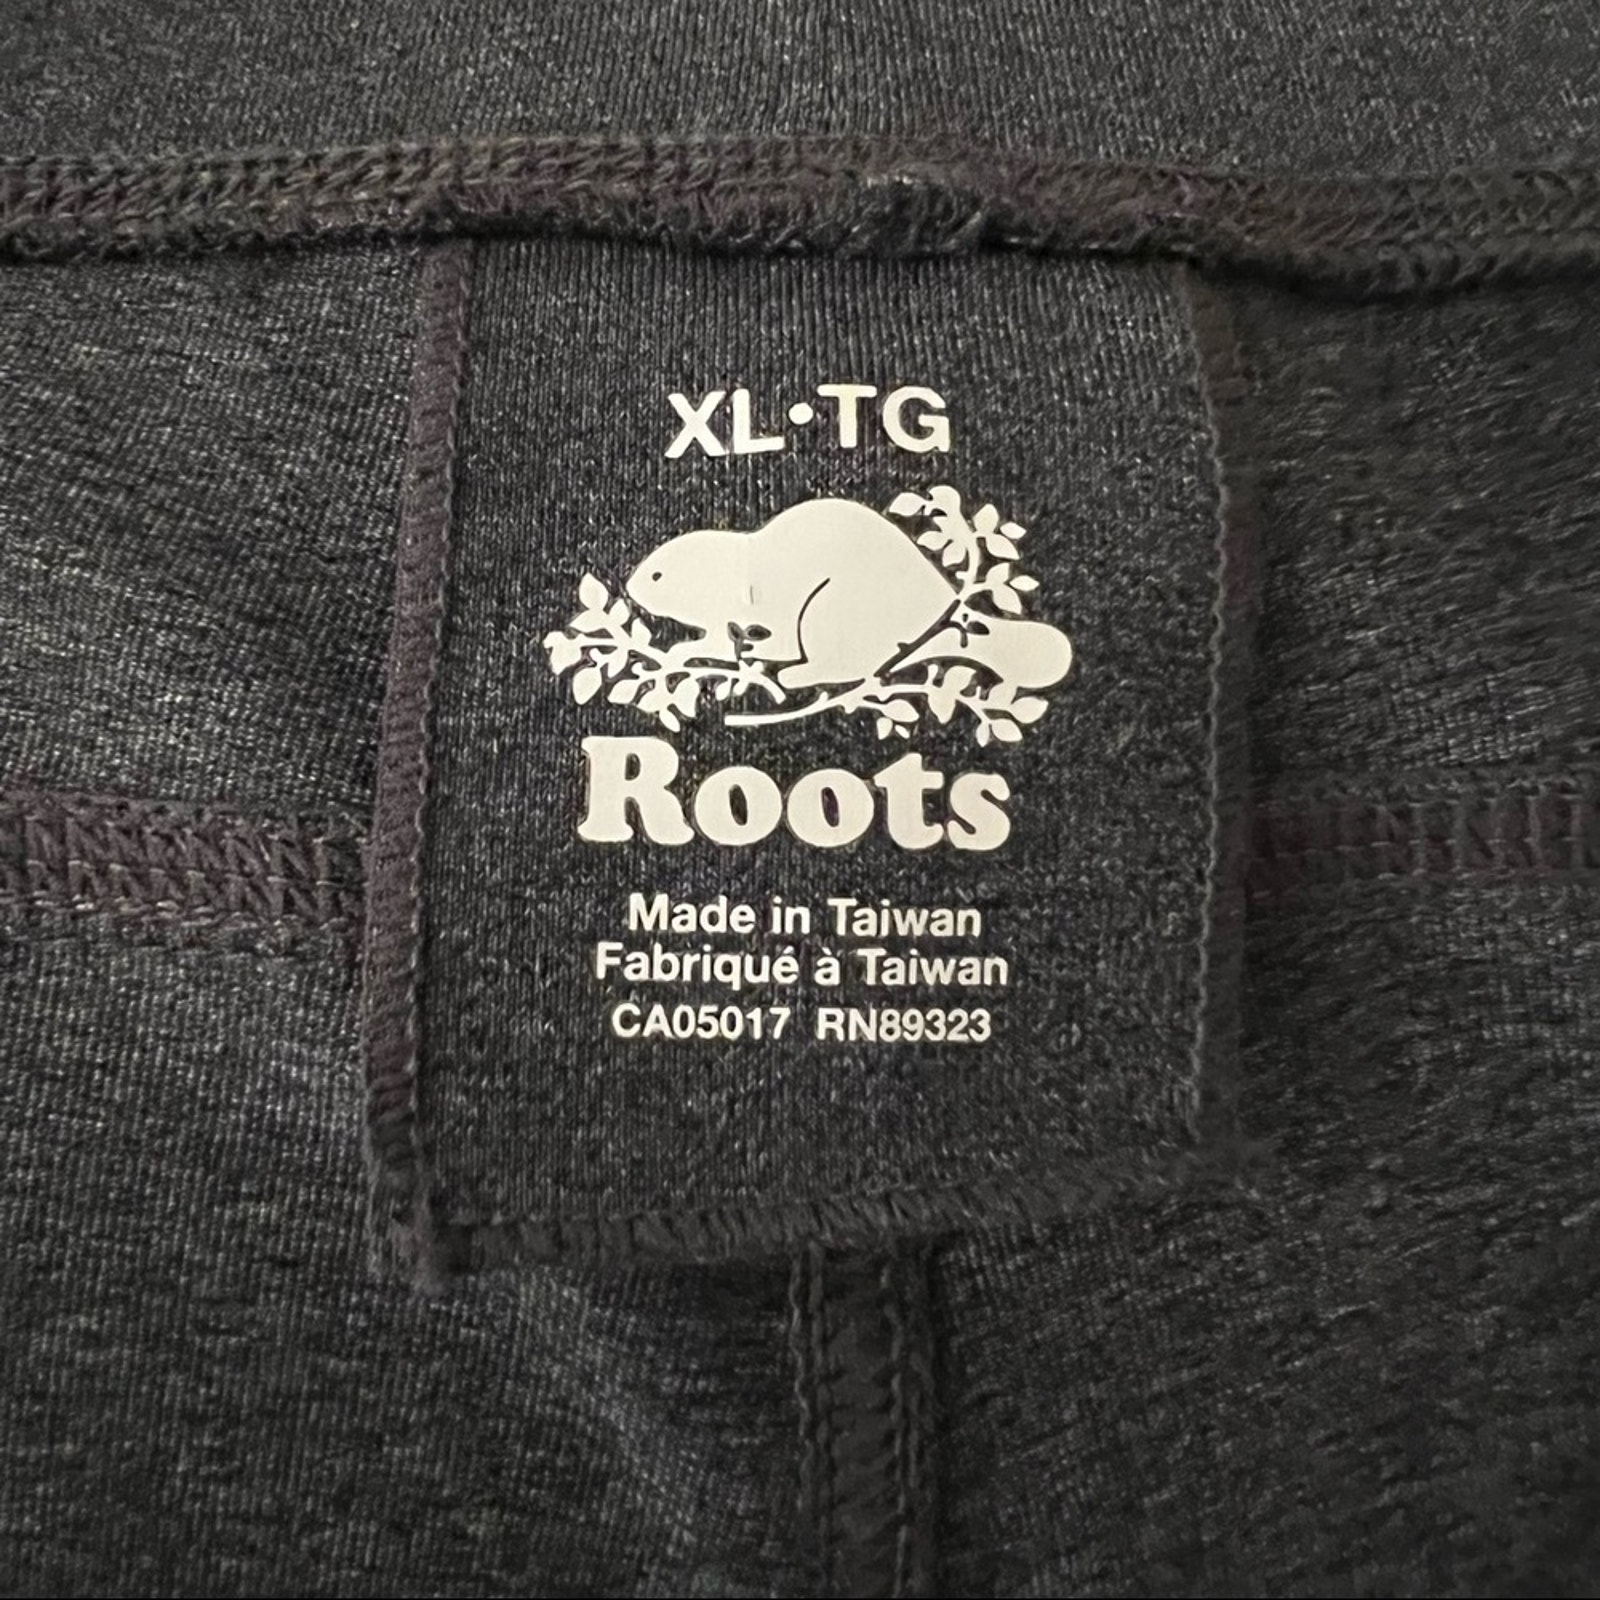 XL•TG
Roots
Made in Taiwan
Fabriqué à Taiwan
CA05017 RN89323